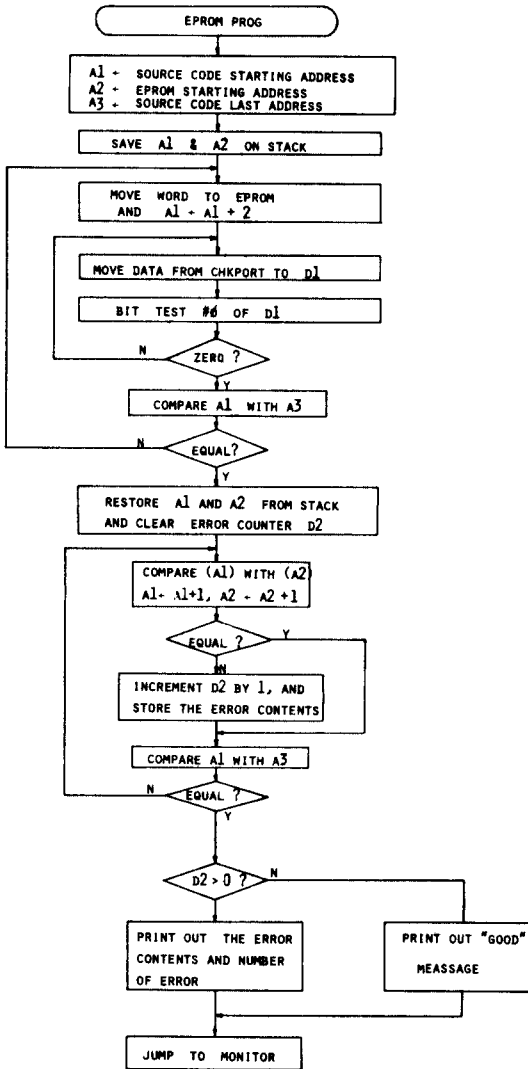 EPROM PROG
A1 ← SOURCE CODE STARTING ADDRESS
A2 ← EPROM STARTING ADDRESS
A3 ← SOURCE CODE LAST ADDRESS
SAVE A1 & A2 ON STACK
MOVE WORD TO EPROM
AND A1 ← A1 + 2
MOVE DATA FROM CHKPORT TO D1
BIT TEST #6 OF D1
ZERO ?
N
Y
COMPARE A1 WITH A3
EQUAL?
N
Y
RESTORE A1 AND A2 FROM STACK
AND CLEAR ERROR COUNTER D2
COMPARE (A1) WITH (A2)
A1← A1+1, A2 ← A2 +1
EQUAL ?
Y
N
INCREMENT D2 BY 1, AND
STORE THE ERROR CONTENTS
COMPARE A1 WITH A3
EQUAL ?
N
Y
D2 > 0 ?
N
Y
PRINT OUT THE ERROR
CONTENTS AND NUMBER
OF ERROR
PRINT OUT "GOOD"
MEASSAGE
JUMP TO MONITOR